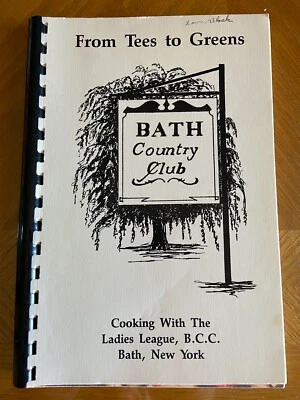 From Tees to Greens
BATH
Country
Club
Cooking With The
Ladies League, B.C.C.
Bath, New York